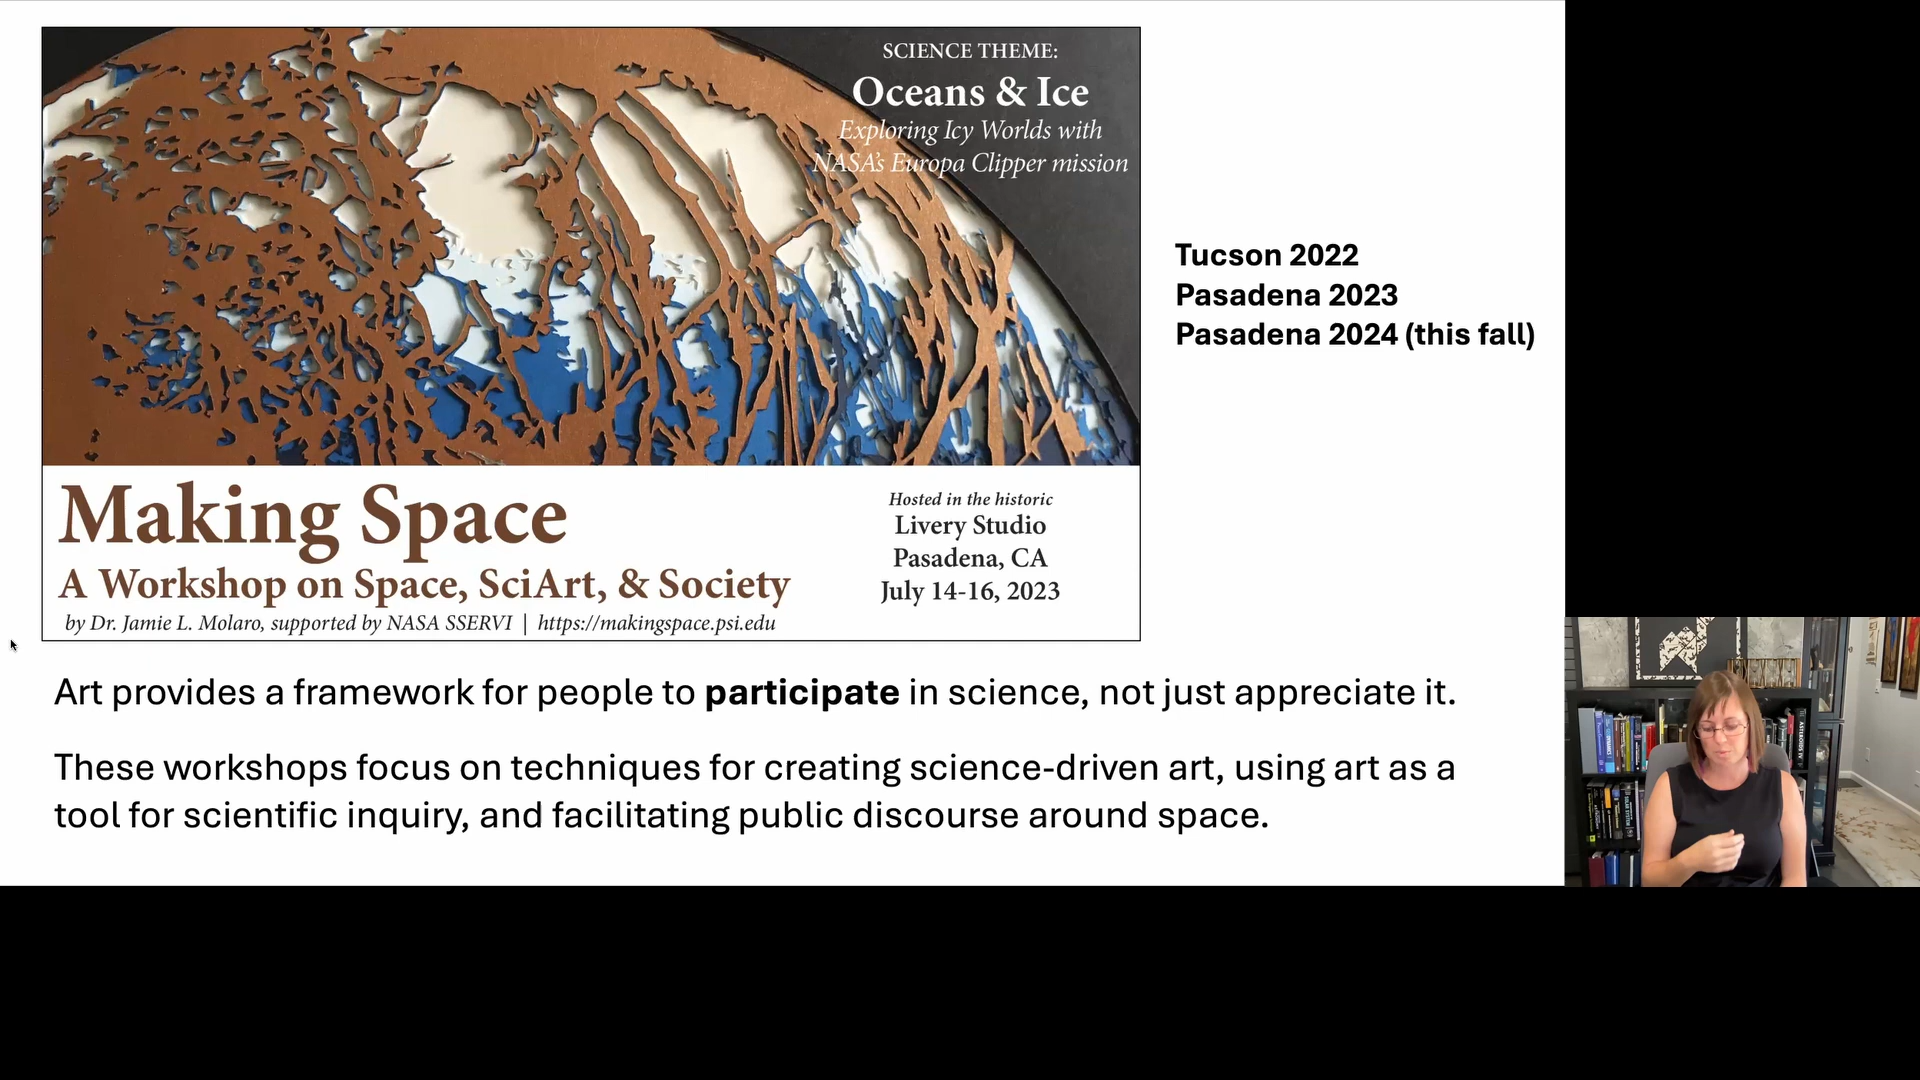 SCIENCE THEME:
Oceans & Ice
Exploring Icy Worlds with
NASA's Europa Clipper mission
Tucson 2022
Pasadena 2023
Pasadena 2024 (this fall)
Making Space
A Workshop on Space, SciArt, & Society
by Dr. Jamie L. Molaro, supported by NASA SSERVI | https://makingspace.psi.edu
Hosted in the historic
Livery Studio
Pasadena, CA
July 14-16, 2023
Art provides a framework for people to participate in science, not just appreciate it.
These workshops focus on techniques for creating science-driven art, using art as a
tool for scientific inquiry, and facilitating public discourse around space.
ASTEROIDS IV